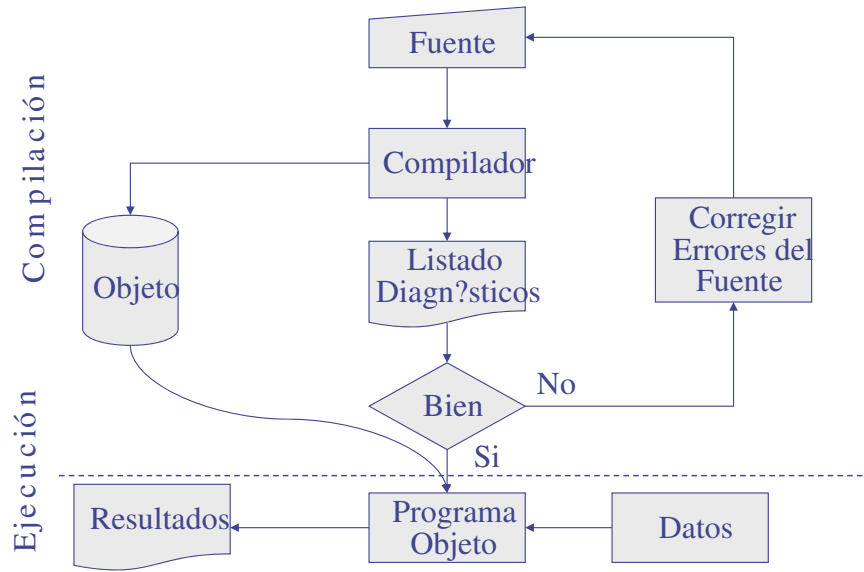 Fuente
Compilación
Compilador
Objeto
Listado
Diagn?sticos
Corregir
Errores del
Fuente
Bien
No
Si
Ejecución
Resultados
Programa
Objeto
Datos